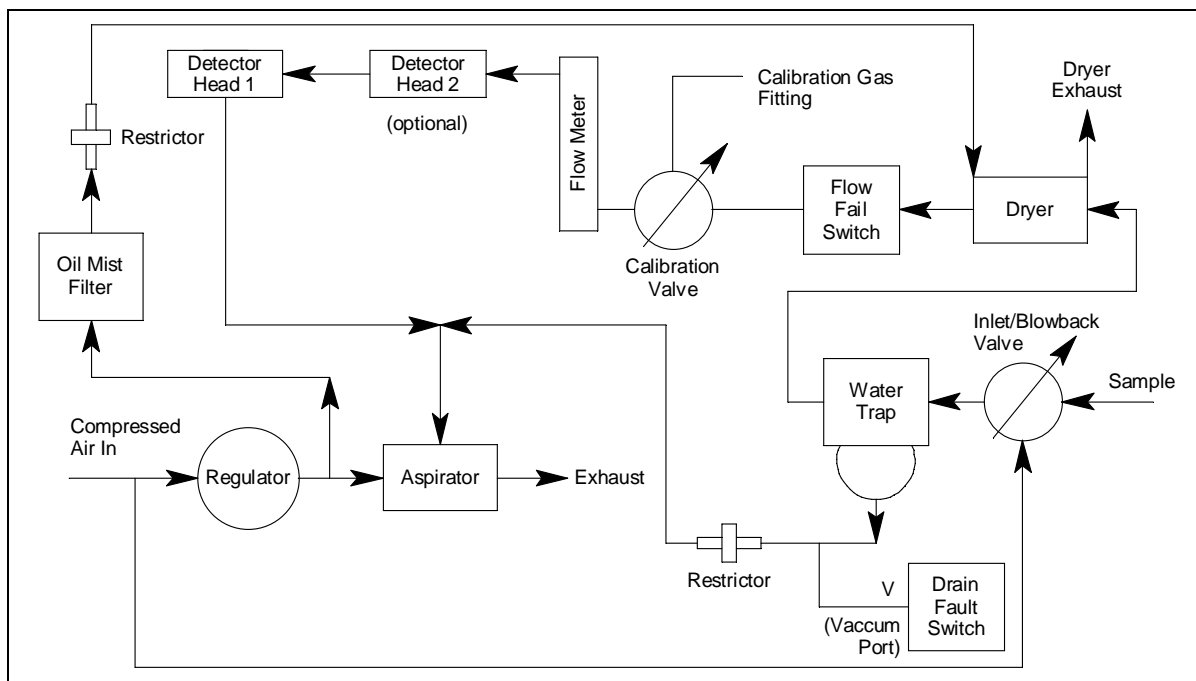 Detector
Head 1
Detector
Head 2
(optional)
Flow Meter
Calibration Gas
Fitting
Dryer
Exhaust
Restrictor
Flow
Fail
Switch
Dryer
Oil Mist
Filter
Calibration
Valve
Inlet/Blowback
Valve
Water
Trap
Sample
Compressed
Air In
Regulator
Aspirator
Exhaust
Restrictor
V
(Vaccum
Port)
Drain
Fault
Switch